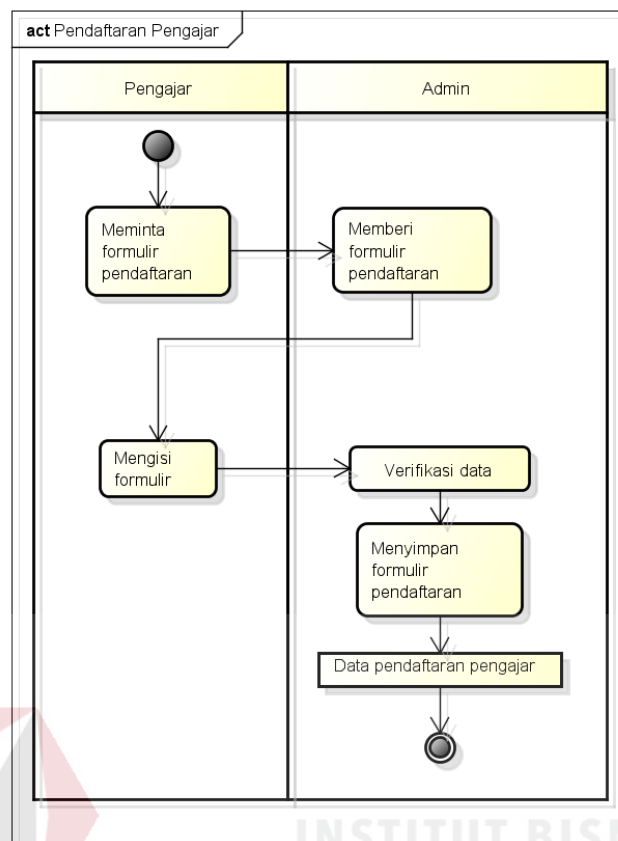 act Pendaftaran Pengajar
Pengajar
Admin
Meminta
formulir
pendaftaran
Memberi
formulir
pendaftaran
Mengisi
formulir
Verifikasi data
Menyimpan
formulir
pendaftaran
Data pendaftaran pengajar
INSTITUT BISI